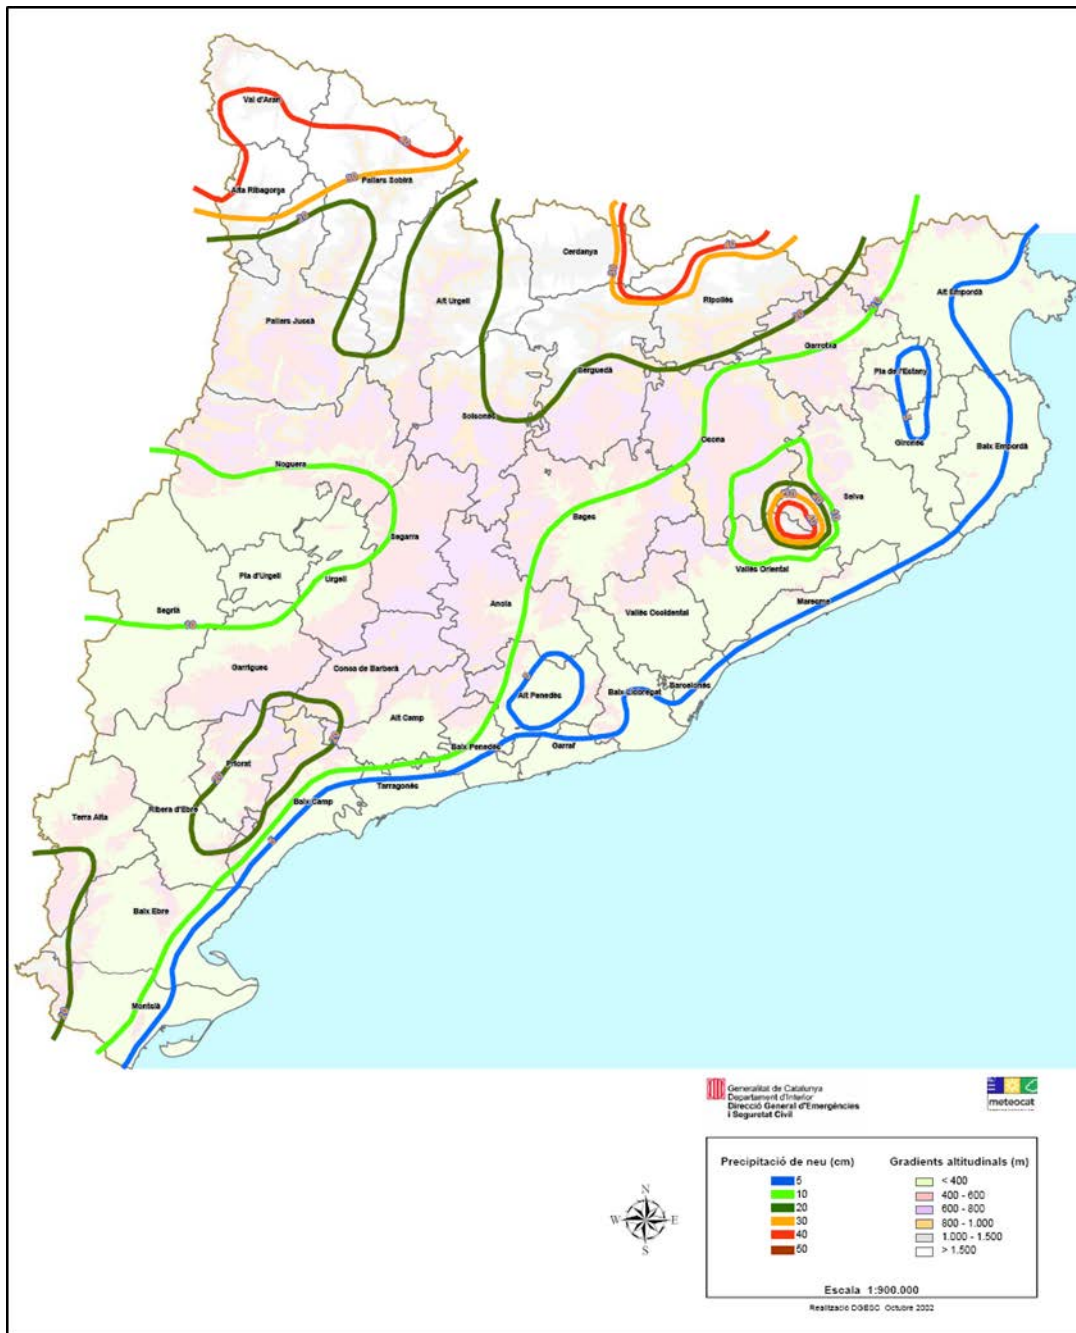 Val d'Aran
Alta Ribagorça
Pallars Sobirà
Cerdanya
Alt Urgell
Ripollès
Alt Empordà
Pallars Jussà
Garrotxa
Pla de l'Estany
Berguedà
Solsonès
Osona
Gironès
Baix Empordà
Noguera
Selva
Bages
Segarra
Pla d'Urgell
Urgell
Vallès Oriental
Segrià
Anoia
Vallès Occidental
Maresme
Garrigues
Conca de Barberà
Alt Penedès
Baix Llobregat
Barcelonès
Alt Camp
Baix Penedès
Garraf
Priorat
Tarragonès
Baix Camp
Ribera d'Ebre
Terra Alta
Baix Ebre
Montsià
Generalitat de Catalunya
Departament d'Interior
Direcció General d'Emergències
i Seguretat Civil
meteocat
N
W E
S
Precipitació de neu (cm)
5
10
20
30
40
50
Gradients altitudinals (m)
< 400
400 - 600
600 - 800
800 - 1.000
1.000 - 1.500
> 1.500
Escala 1:900.000
Realització DGESC Octubre 2002